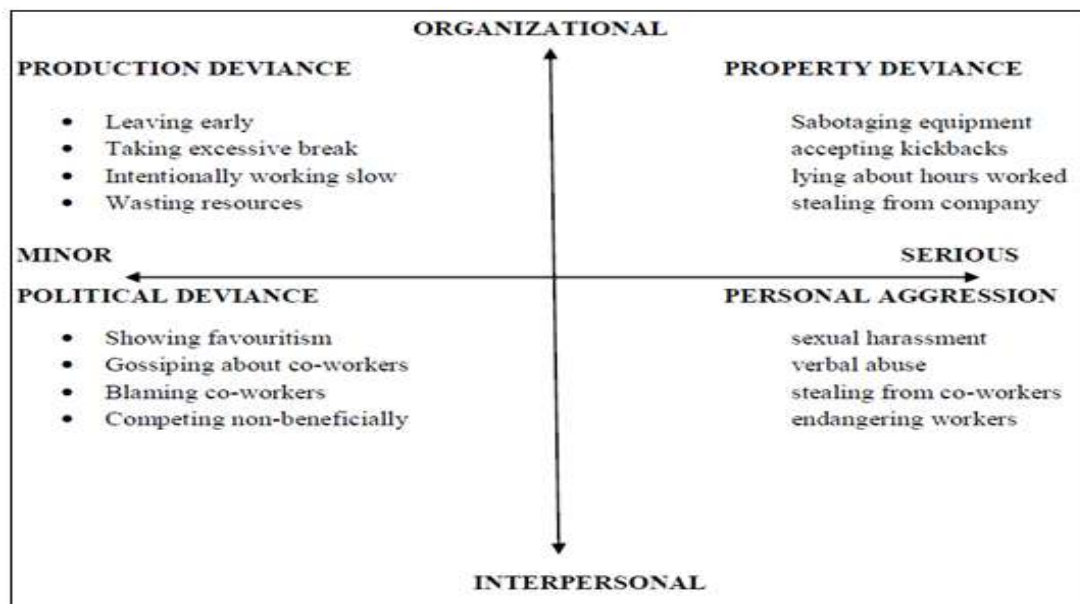 ORGANIZATIONAL
PRODUCTION DEVIANCE
• Leaving early
• Taking excessive break
• Intentionally working slow
• Wasting resources
PROPERTY DEVIANCE
Sabotaging equipment
accepting kickbacks
lying about hours worked
stealing from company
MINOR
SERIOUS
POLITICAL DEVIANCE
• Showing favouritism
• Gossiping about co-workers
• Blaming co-workers
• Competing non-beneficially
PERSONAL AGGRESSION
sexual harassment
verbal abuse
stealing from co-workers
endangering workers
INTERPERSONAL